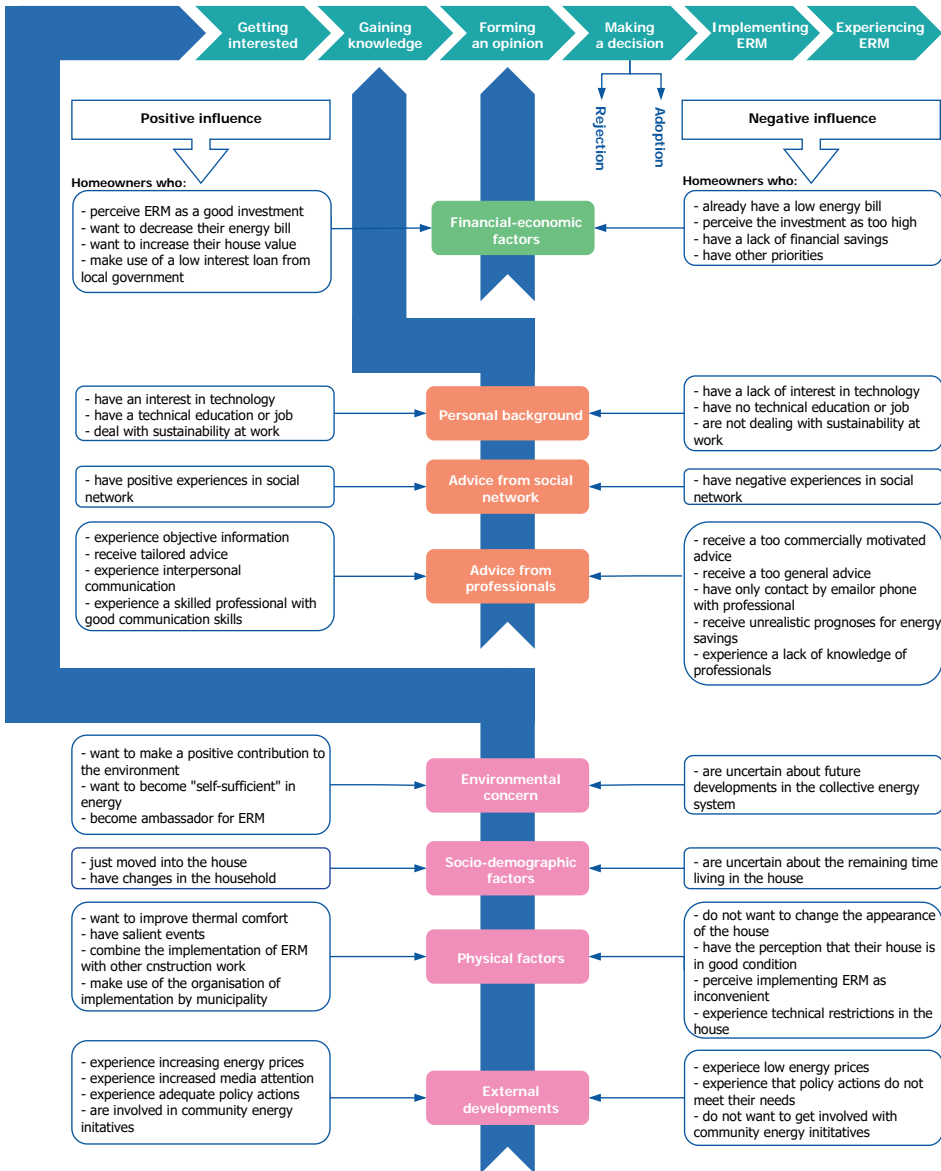 Getting
interested
Gaining
knowledge
Forming
an opinion
Making
a decision
Implementing
ERM
Experiencing
ERM
Rejection
Adoption
Positive influence
Negative influence
Homeowners who:
- perceive ERM as a good investment
- want to decrease their energy bill
- want to increase their house value
- make use of a low interest loan from
local government
Financial-economic
factors
Homeowners who:
- already have a low energy bill
- perceive the investment as too high
- have a lack of financial savings
- have other priorities
- have an interest in technology
- have a technical education or job
- deal with sustainability at work
Personal background
- have a lack of interest in technology
- have no technical education or job
- are not dealing with sustainability at
work
- have positive experiences in social
network
Advice from social
network
- have negative experiences in social
network
- experience objective information
- receive tailored advice
- experience interpersonal
communication
- experience a skilled professional with
good communication skills
Advice from
professionals
- receive a too commercially motivated
advice
- receive a too general advice
- have only contact by emailor phone
with professional
- receive unrealistic prognoses for energy
savings
- experience a lack of knowledge of
professionals
- want to make a positive contribution to
the environment
- want to become "self-sufficient" in
energy
- become ambassador for ERM
Environmental
concern
- are uncertain about future
developments in the collective energy
system
- just moved into the house
- have changes in the household
Socio-demographic
factors
- are uncertain about the remaining time
living in the house
- want to improve thermal comfort
- have salient events
- combine the implementation of ERM
with other cnstruction work
- make use of the organisation of
implementation by municipality
Physical factors
- do not want to change the appearance
of the house
- have the perception that their house is
in good condition
- perceive implementing ERM as
inconvenient
- experience technical restrictions in the
house
- experience increasing energy prices
- experience increased media attention
- experience adequate policy actions
- are involved in community energy
initatives
External
developments
- experiece low energy prices
- experience that policy actions do not
meet their needs
- do not want to get involved with
community energy inititatives